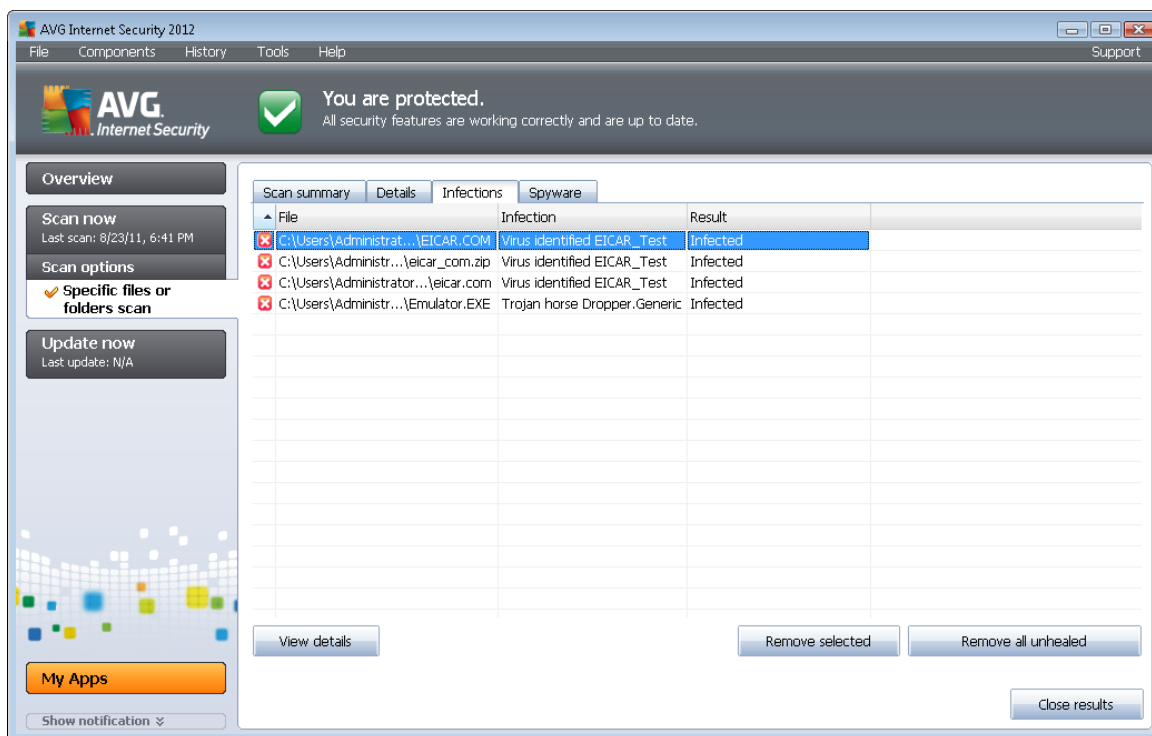 AVG Internet Security 2012
File Components History Tools Help Support
AVG.
Internet Security
You are protected.
All security features are working correctly and are up to date.
Overview
Scan now
Last scan: 8/23/11, 6:41 PM
Scan options
Specific files or
folders scan
Update now
Last update: N/A
My Apps
Show notification
Scan summary Details Infections Spyware
File Infection Result
C:\Users\Administrat...\EICAR.COM Virus identified EICAR_Test Infected
C:\Users\Administr...\eicar_com.zip Virus identified EICAR_Test Infected
C:\Users\Administrator...\eicar.com Virus identified EICAR_Test Infected
C:\Users\Administr...\Emulator.EXE Trojan horse Dropper.Generic Infected
View details Remove selected Remove all unhealed
Close results